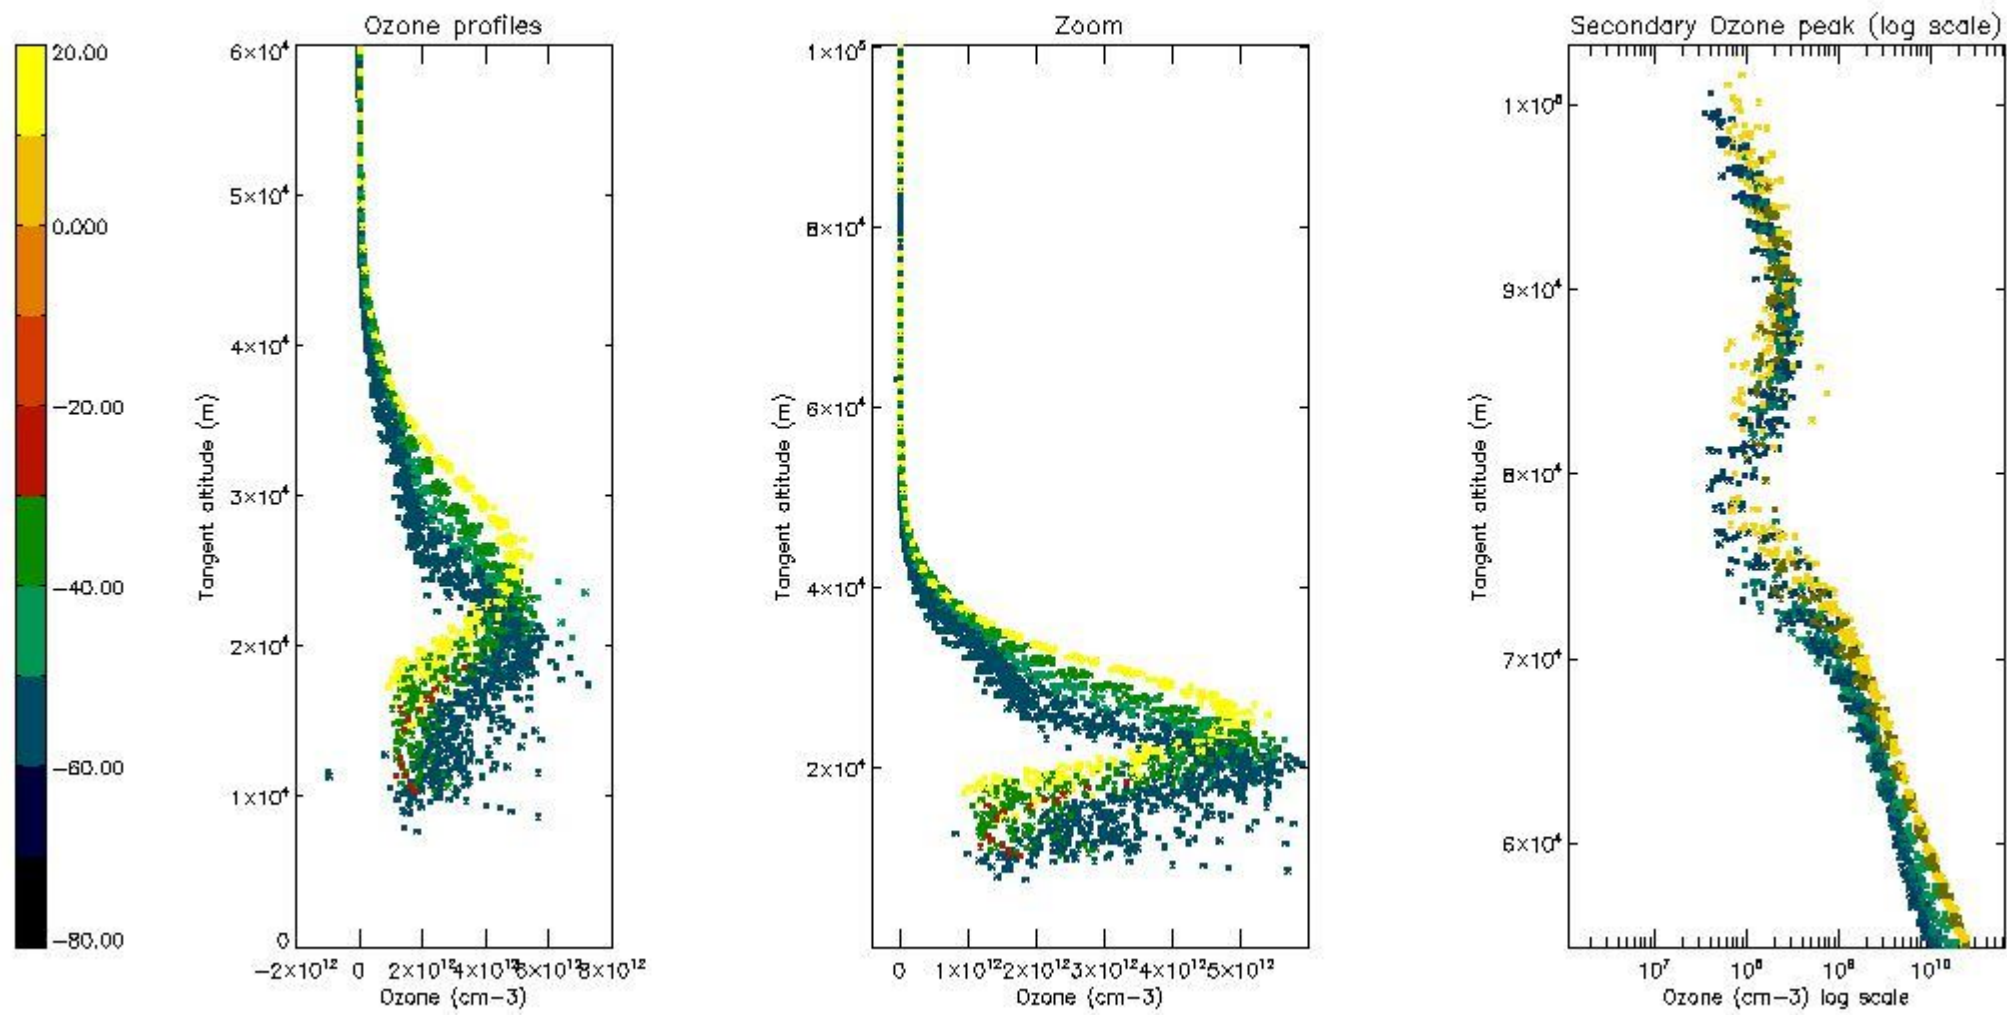 Ozone profiles
Zoom
Secondary Ozone peak (log scale)
20.00
0.000
−20.00
−40.00
−60.00
−80.00
6×10⁴
5×10⁴
4×10⁴
3×10⁴
2×10⁴
1×10⁴
0
Tangent altitude (m)
−2×10¹² 0 2×10¹² 4×10¹² 6×10¹² 8×10¹²
Ozone (cm−3)
1×10⁵
8×10⁴
6×10⁴
4×10⁴
2×10⁴
Tangent altitude (m)
0 1×10¹² 2×10¹² 3×10¹² 4×10¹² 5×10¹²
Ozone (cm−3)
1×10⁵
9×10⁴
8×10⁴
7×10⁴
6×10⁴
Tangent altitude (m)
10⁷ 10⁸ 10⁹ 10¹⁰
Ozone (cm−3) log scale